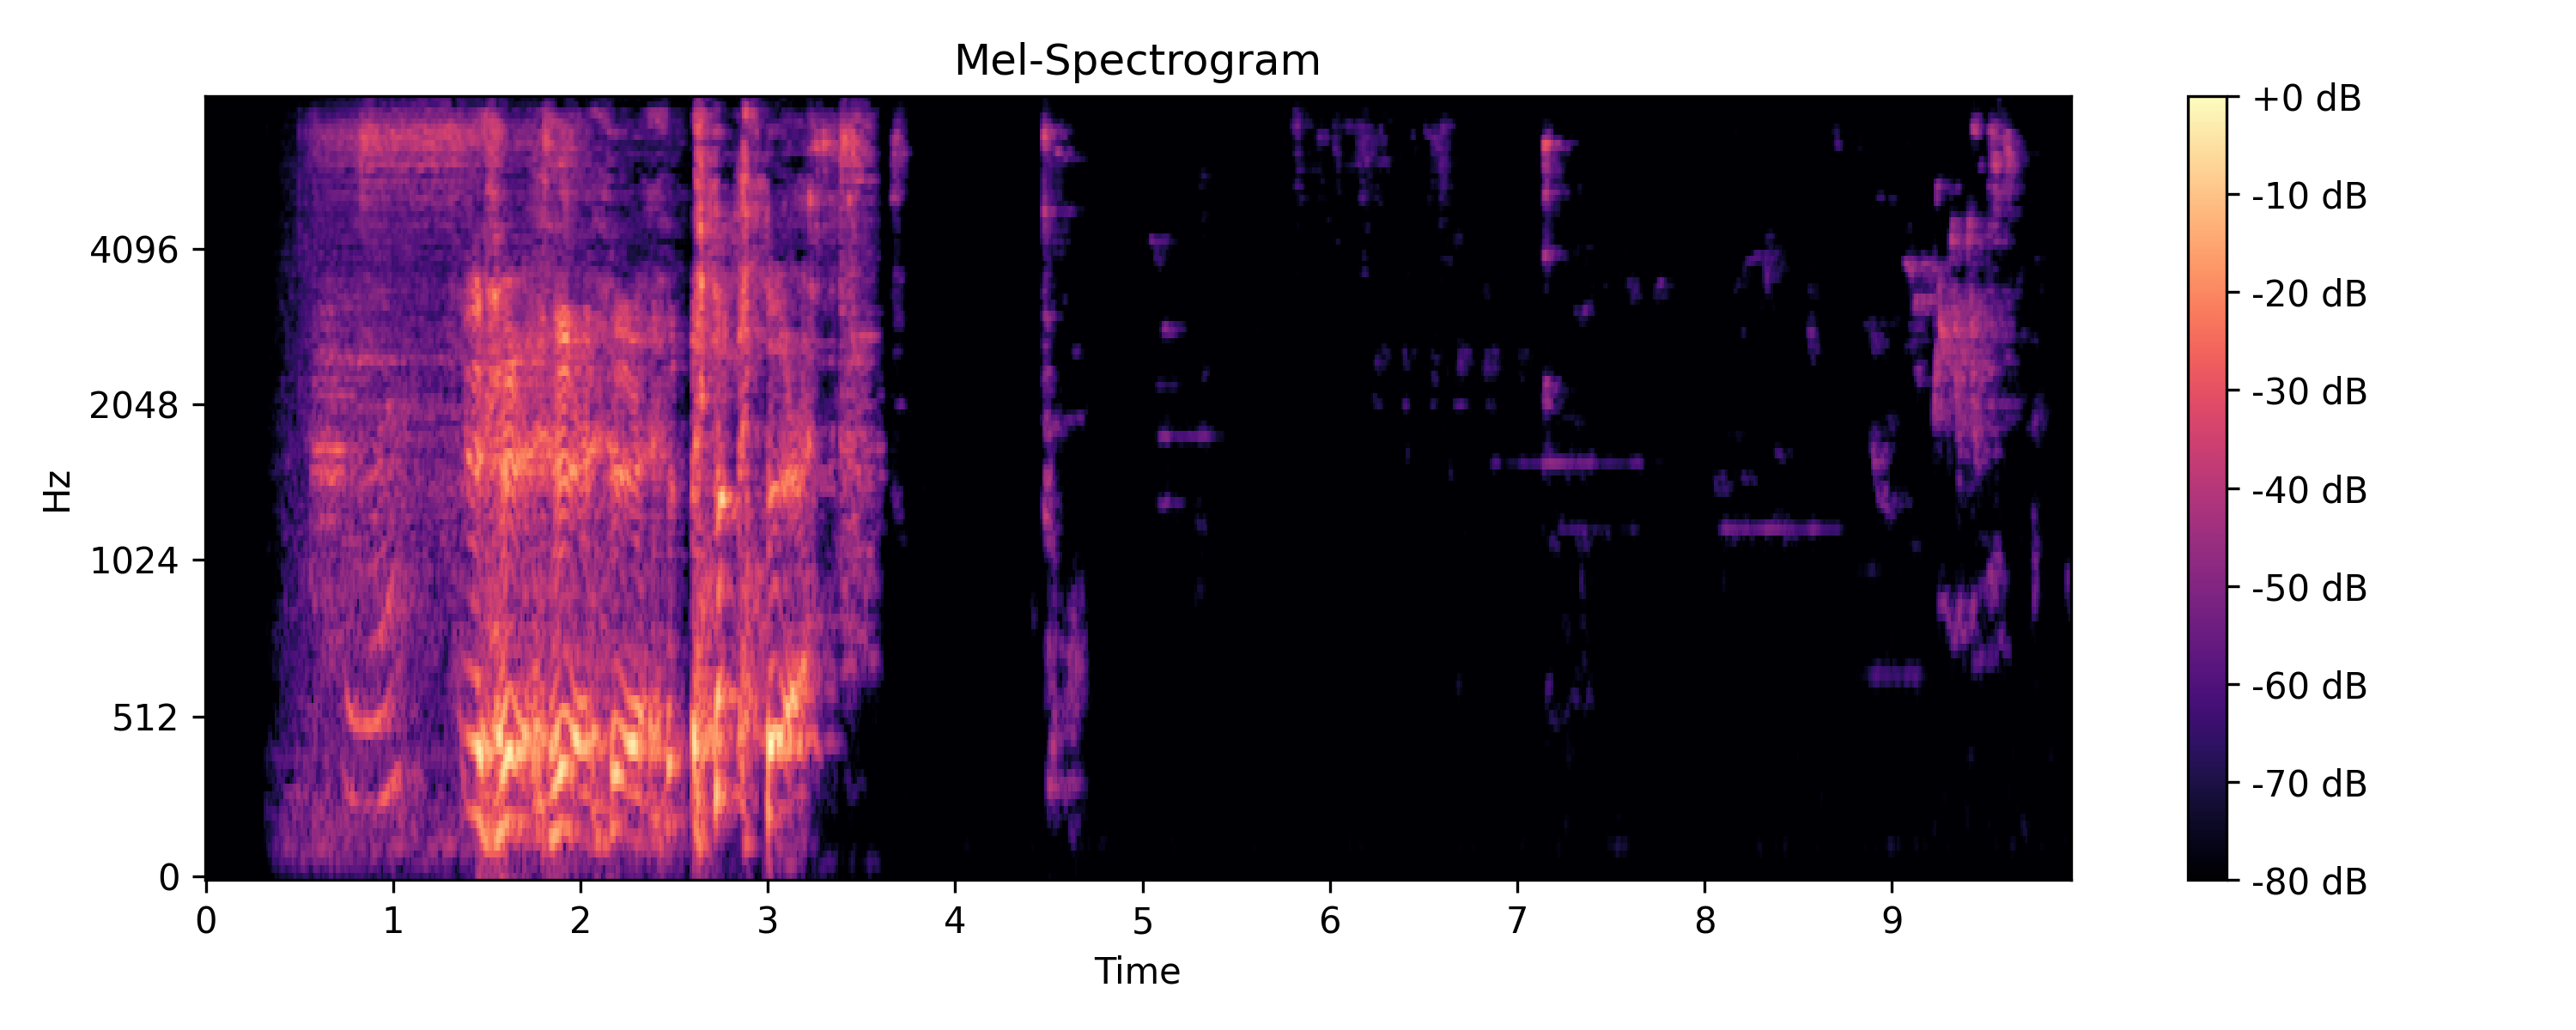 Mel-Spectrogram
+0 dB
-10 dB
-20 dB
-30 dB
-40 dB
-50 dB
-60 dB
-70 dB
-80 dB
Hz
4096
2048
1024
512
0
0 1 2 3 4 5 6 7 8 9
Time